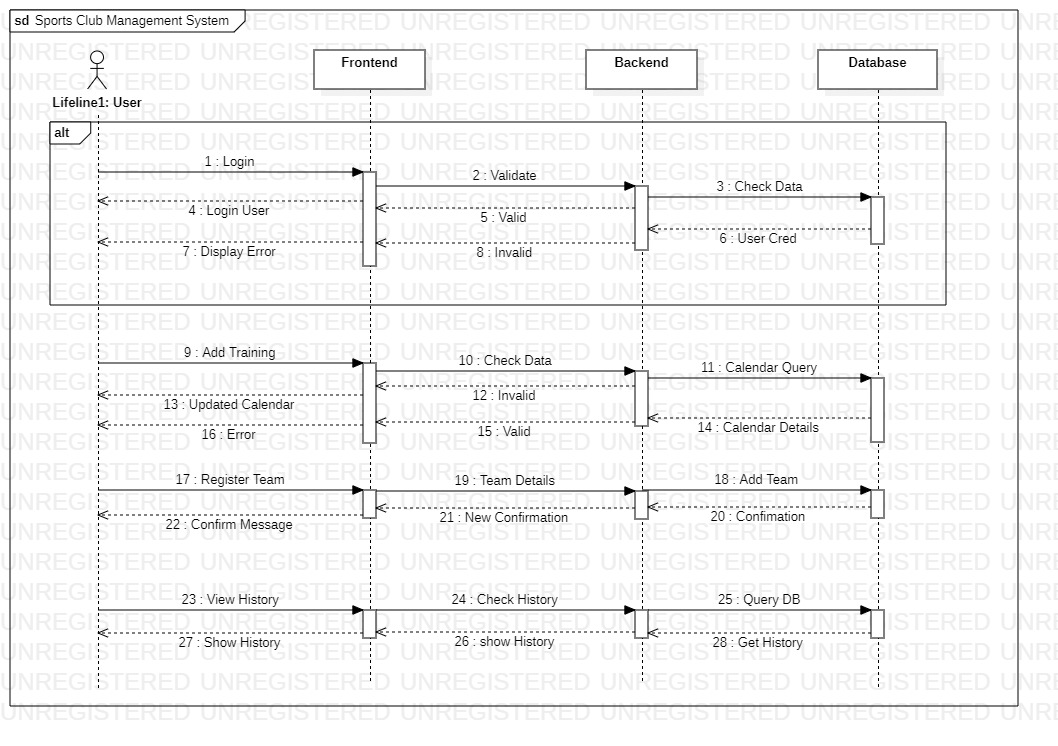 sd Sports Club Management System
Frontend
Backend
Database
Lifeline1: User
alt
1 : Login
2 : Validate
3 : Check Data
4 : Login User
5 : Valid
6 : User Cred
7 : Display Error
8 : Invalid
9 : Add Training
10 : Check Data
11 : Calendar Query
12 : Invalid
13 : Updated Calendar
14 : Calendar Details
15 : Valid
16 : Error
17 : Register Team
19 : Team Details
18 : Add Team
22 : Confirm Message
21 : New Confirmation
20 : Confimation
23 : View History
24 : Check History
25 : Query DB
27 : Show History
26 : show History
28 : Get History
UNREGISTERED